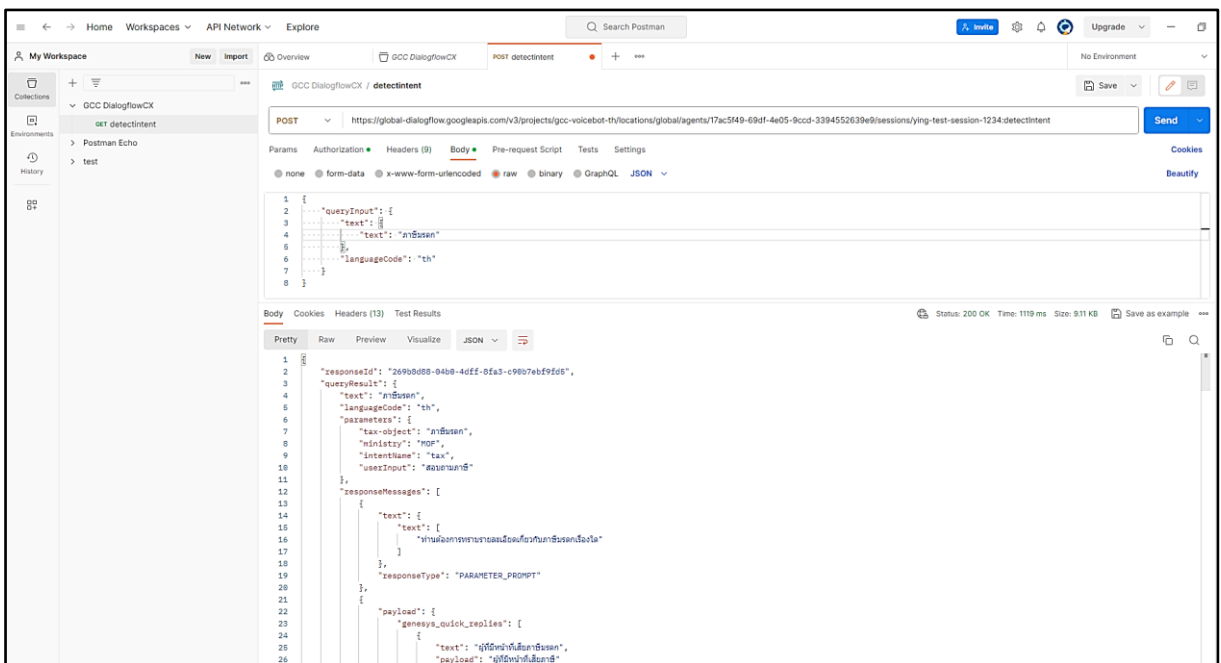 Home Workspaces API Network Explore Search Postman Invite Upgrade
My Workspace New Import Overview GCC DialogflowCX POST detectintent No Environment
Collections
Environments
History
GCC DialogflowCX
GET detectintent
Postman Echo
test
GCC DialogflowCX / detectintent Save
POST https://global-dialogflow.googleapis.com/v3/projects/gcc-voicebot-th/locations/global/agents/17ac5f49-69df-4e05-9ccd-3394552639e9/sessions/ying-test-session-1234:detectIntent Send
Params Authorization Headers (9) Body Pre-request Script Tests Settings Cookies
none form-data x-www-form-urlencoded raw binary GraphQL JSON Beautify
1 {
2 "queryInput": {
3 "text": {
4 "text": "ภาษีมรดก"
5 },
6 "languageCode": "th"
7 }
8 }
Body Cookies Headers (13) Test Results Status: 200 OK Time: 1119 ms Size: 9.11 KB Save as example
Pretty Raw Preview Visualize JSON
1 {
2 "responseId": "269b8d88-04b0-4dff-8fa3-c98b7ebf9fd6",
3 "queryResult": {
4 "text": "ภาษีมรดก",
5 "languageCode": "th",
6 "parameters": {
7 "tax-object": "ภาษีมรดก",
8 "ministry": "MOF",
9 "intentName": "tax",
10 "userInput": "สอบถามภาษี"
11 },
12 "responseMessages": [
13 {
14 "text": {
15 "text": [
16 "ท่านต้องการทราบรายละเอียดเกี่ยวกับภาษีมรดกเรื่องใด"
17 ]
18 },
19 "responseType": "PARAMETER_PROMPT"
20 },
21 {
22 "payload": {
23 "genesys_quick_replies": [
24 {
25 "text": "ผู้ที่มีหน้าที่เสียภาษีมรดก",
26 "payload": "ผู้ที่มีหน้าที่เสียภาษี"